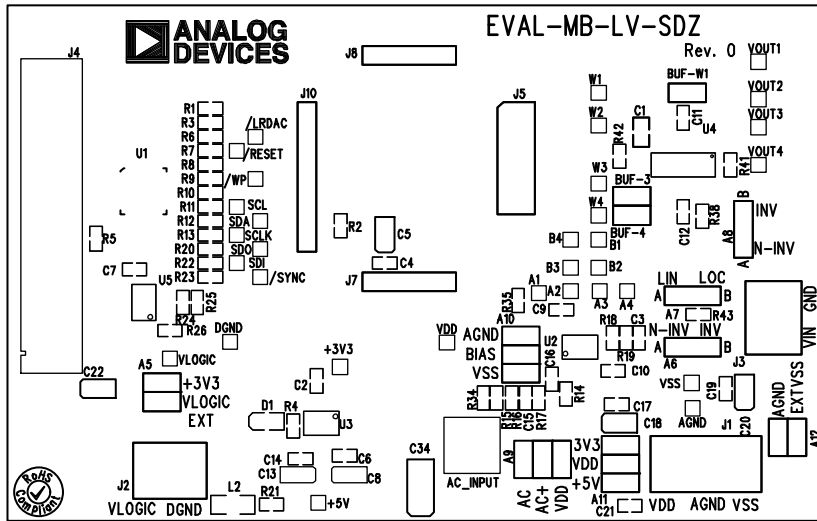 ANALOG
DEVICES
EVAL-MB-LV-SDZ
Rev. 0
VOUT1
J4
J8
BUF-W1
W1
VOUT2
J10
J5
R1
R3
R6
R7
R8
R9
R10
R11
R12
R13
R20
R22
R23
/LRDAC
/RESET
/WP
SCL
SDA
SCLK
SDO
SDI
/SYNC
U1
W2
C1
C11
U4
VOUT3
R42
VOUT4
R41
W3
BUF-3
W4
BUF-4
C12
R38
B
INV
A8
N-INV
A
R5
C7
R2
C5
C4
B4
B1
B3
B2
J7
U5
R24
R25
R26
DGND
A1
A2
A3
A4
R35
C9
A10
LIN
LOC
A
B
A7
R43
GND
VIN
VDD
AGND
BIAS
VSS
U2
R18
C3
R19
N-INV
INV
A
B
A6
C16
C10
R14
VLOGIC
A5
+3V3
C22
C2
+3V3
VLOGIC
EXT
D1
R4
U3
R34
R15
R16
C15
R17
VSS
C19
J3
C20
AGND
EXT
VSS
AGND
A12
C17
C18
J1
C14
C13
C6
C8
C34
AC_INPUT
A9
AC
AC+
VDD
3V3
VDD
+5V
A11
C21
VDD
AGND
VSS
RoHS
Compliant
J2
VLOGIC
DGND
L2
R21
+5V